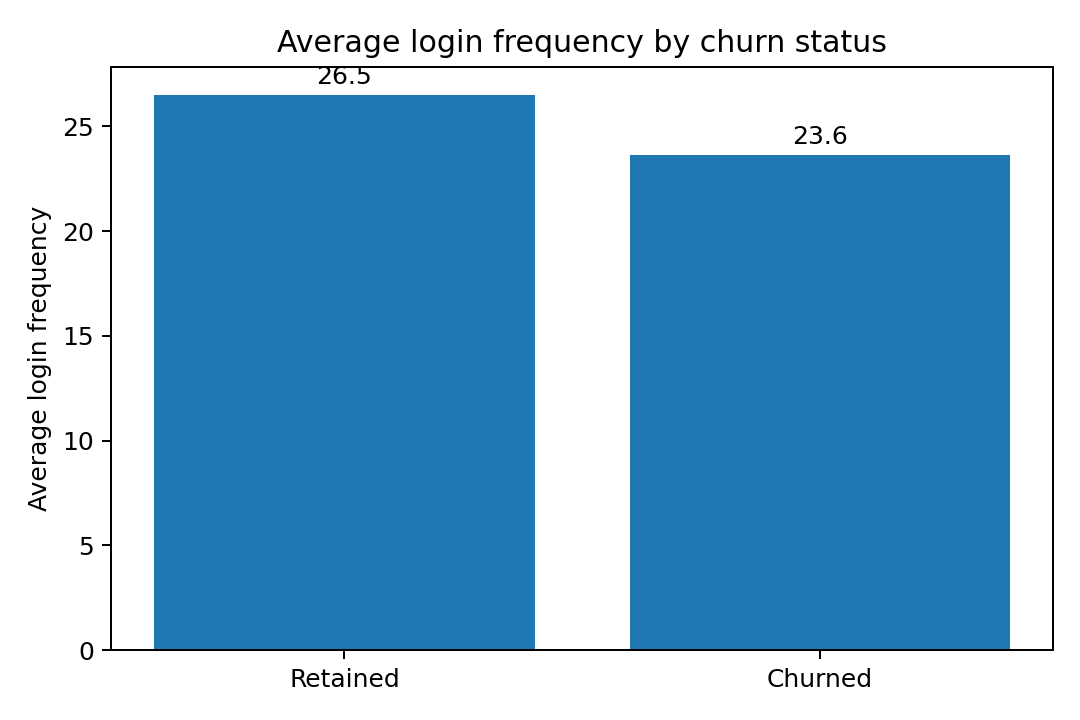 Average login frequency by churn status
26.5
23.6
Average login frequency
25
20
15
10
5
0
Retained
Churned